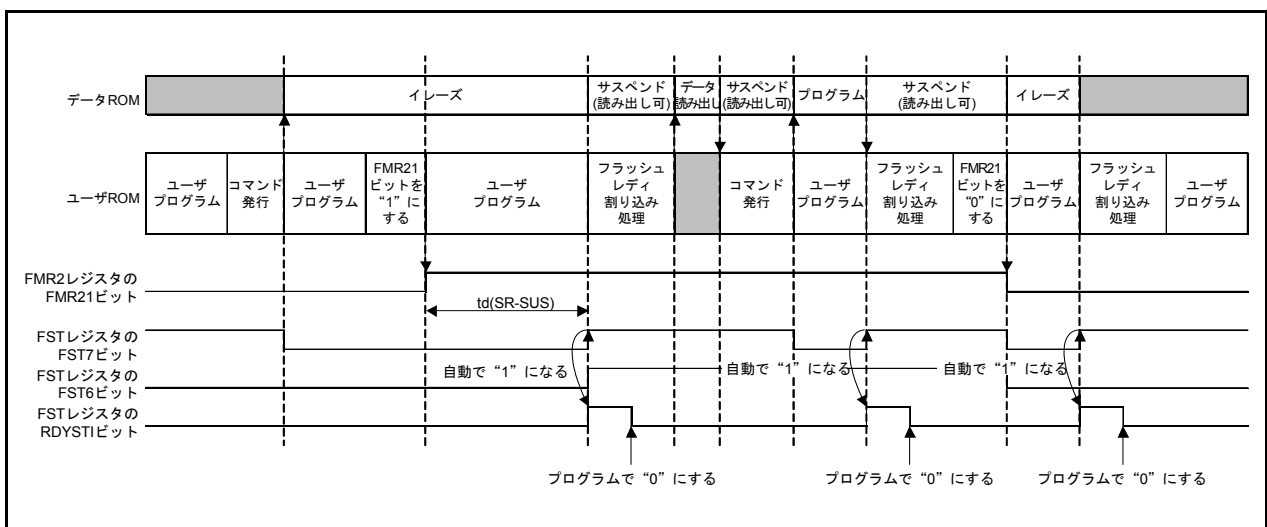 データROM
イレーズ
サスペンド
(読み出し可)
データ
読み出し
サスペンド
(読み出し可)
プログラム
サスペンド
(読み出し可)
イレーズ
ユーザROM
ユーザ
プログラム
コマンド
発行
ユーザ
プログラム
FMR21
ビットを
“1”に
する
ユーザ
プログラム
フラッシュ
レディ
割り込み
処理
コマンド
発行
ユーザ
プログラム
フラッシュ
レディ
割り込み
処理
FMR21
ビットを
“0”に
する
ユーザ
プログラム
フラッシュ
レディ
割り込み
処理
ユーザ
プログラム
FMR2レジスタの
FMR21ビット
td(SR-SUS)
FSTレジスタの
FST7ビット
自動で“1”になる
自動で“1”になる
自動で“1”になる
FSTレジスタの
FST6ビット
FSTレジスタの
RDYSTIビット
プログラムで“0”にする
プログラムで“0”にする
プログラムで“0”にする